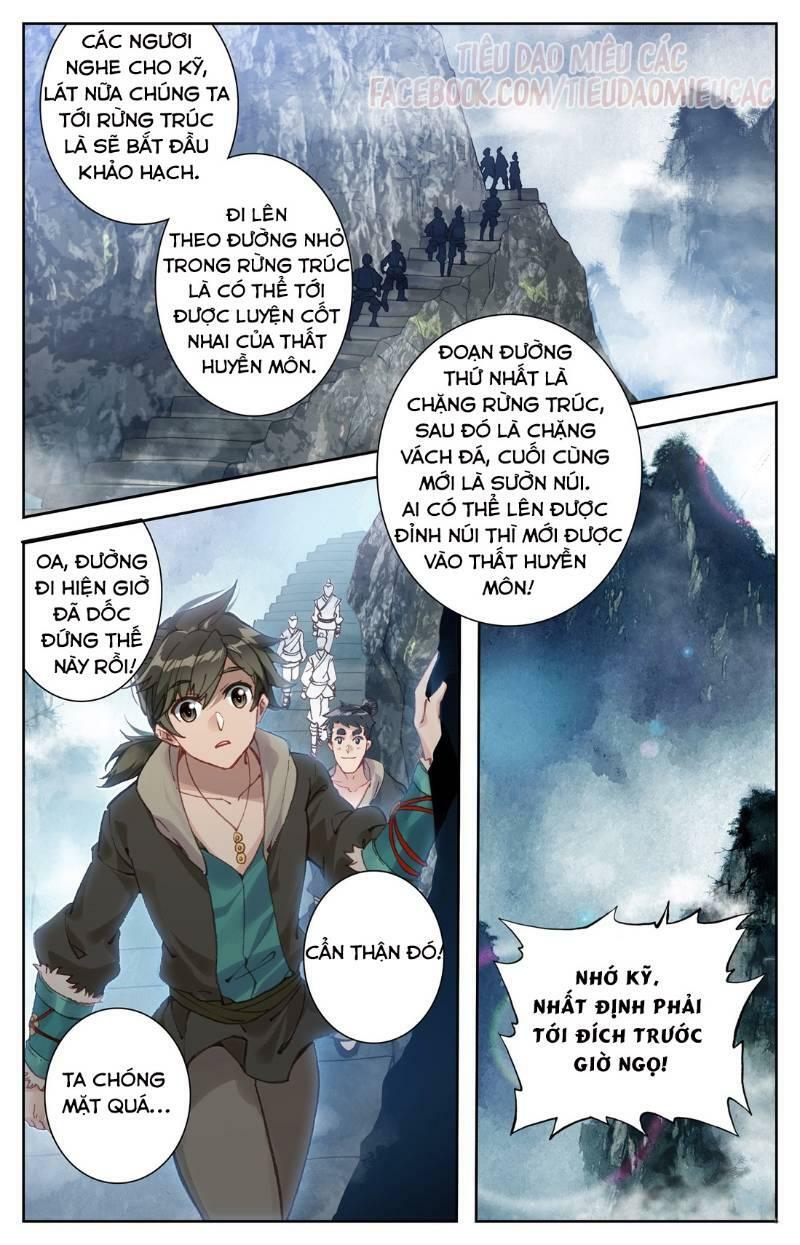 TIÊU DAO MIÊU CÁC
FACEBOOK.COM/TIEUDAOMIEUCAC
CÁC NGƯƠI
NGHE CHO KỸ,
LÁT NỮA CHÚNG TA
TỚI RỪNG TRÚC
LÀ SẼ BẮT ĐẦU
KHẢO HẠCH.
ĐI LÊN
THEO ĐƯỜNG NHỎ
TRONG RỪNG TRÚC
LÀ CÓ THỂ TỚI
ĐƯỢC LUYỆN CỐT
NHAI CỦA THẤT
HUYỀN MÔN.
ĐOẠN ĐƯỜNG
THỨ NHẤT LÀ
CHẶNG RỪNG TRÚC,
SAU ĐÓ LÀ CHẶNG
VÁCH ĐÁ, CUỐI CÙNG
MỚI LÀ SƯỜN NÚI.
AI CÓ THỂ LÊN ĐƯỢC
ĐỈNH NÚI THÌ MỚI ĐƯỢC
VÀO THẤT HUYỀN
MÔN!
OA, ĐƯỜNG
ĐI HIỆN GIỜ
ĐÃ DỐC
ĐỨNG THẾ
NÀY RỒI!
CẨN THẬN ĐÓ!
TA CHÓNG
MẶT QUÁ...
NHỚ KỸ,
NHẤT ĐỊNH PHẢI
TỚI ĐÍCH TRƯỚC
GIỜ NGỌ!